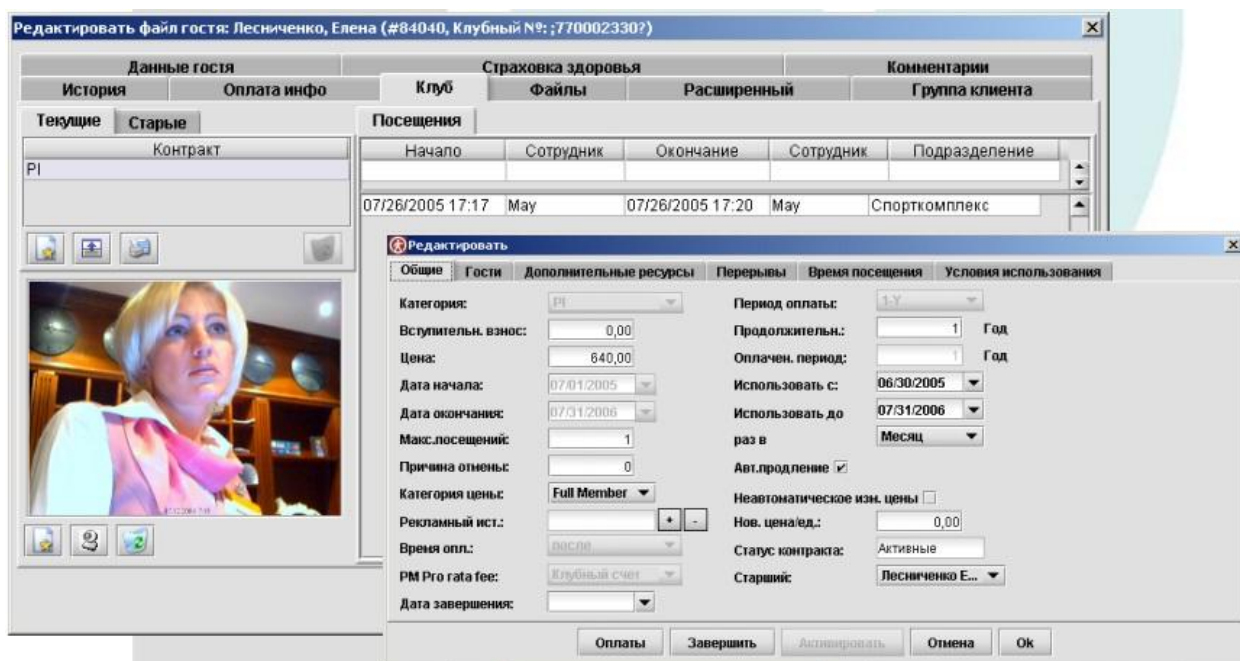 Редактировать файл гостя: Лесниченко, Елена (#84040, Клубный №: ;770002330?)
Данные гостя Страховка здоровья Комментарии
История Оплата инфо Клуб Файлы Расширенный Группа клиента
Текущие Старые
Контракт
PI
Посещения
Начало Сотрудник Окончание Сотрудник Подразделение
07/26/2005 17:17 May 07/26/2005 17:20 May Спорткомплекс
Редактировать
Общие Гости Дополнительные ресурсы Перерывы Время посещения Условия использования
Категория: PI Период оплаты: 1-Y
Вступительн. взнос: 0,00 Продолжительн.: 1 Год
Цена: 640,00 Оплачен. период: 1 Год
Дата начала: 07/01/2005 Использовать с: 06/30/2005
Дата окончания: 07/31/2006 Использовать до 07/31/2006
Макс.посещений: 1 раз в Месяц
Причина отмены: 0 Авт.продление
Категория цены: Full Member Неавтоматическое изм. цены
Рекламный ист.: + - Нов. цена/ед.: 0,00
Время опл.: после Статус контракта: Активные
PM Pro rata fee: Клубный счет Старший: Лесниченко Е...
Дата завершения:
Оплаты Завершить Активировать Отмена Ok